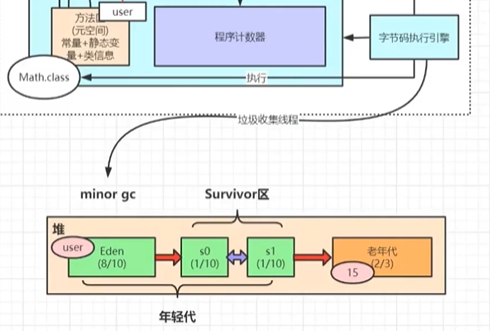 user
方法区
(元空间)
常量+静态变
量+类信息
程序计数器
字节码执行引擎
Math.class
执行
垃圾收集线程
minor gc
Survivor区
堆
user
Eden
(8/10)
s0
(1/10)
s1
(1/10)
老年代
(2/3)
15
年轻代